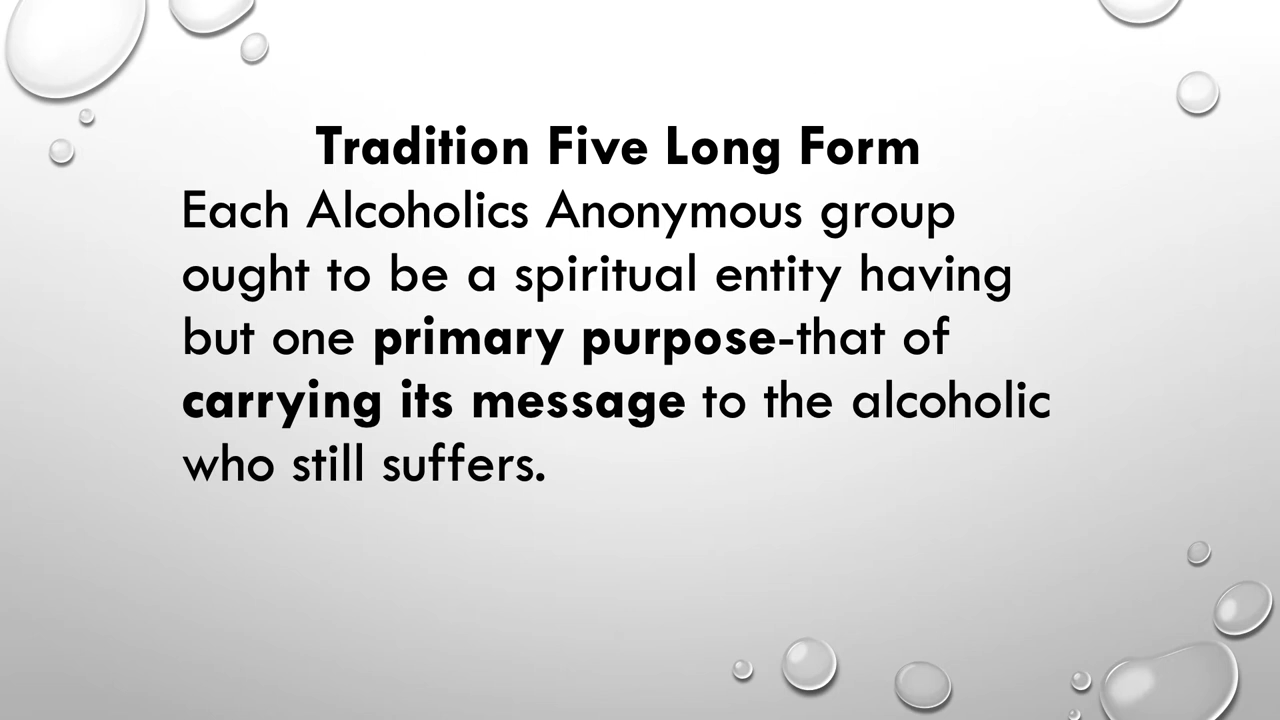 Tradition Five Long Form
Each Alcoholics Anonymous group
ought to be a spiritual entity having
but one primary purpose-that of
carrying its message to the alcoholic
who still suffers.